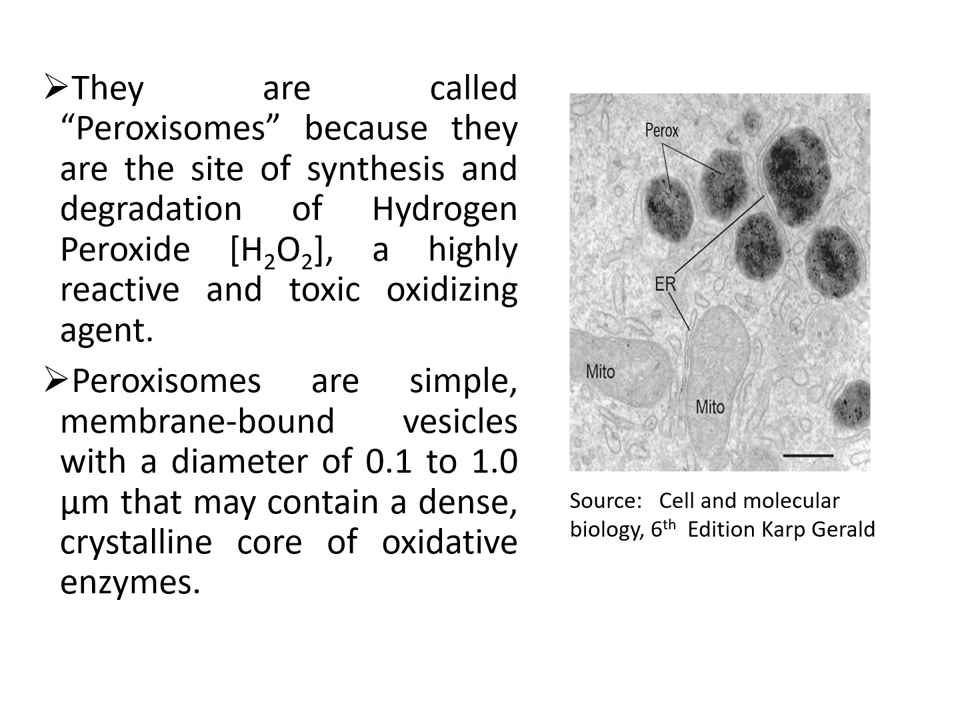 ➢They are called
“Peroxisomes” because they
are the site of synthesis and
degradation of Hydrogen
Peroxide [H₂O₂], a highly
reactive and toxic oxidizing
agent.
➢Peroxisomes are simple,
membrane-bound vesicles
with a diameter of 0.1 to 1.0
µm that may contain a dense,
crystalline core of oxidative
enzymes.
Perox
ER
Mito
Mito
Source: Cell and molecular
biology, 6th Edition Karp Gerald